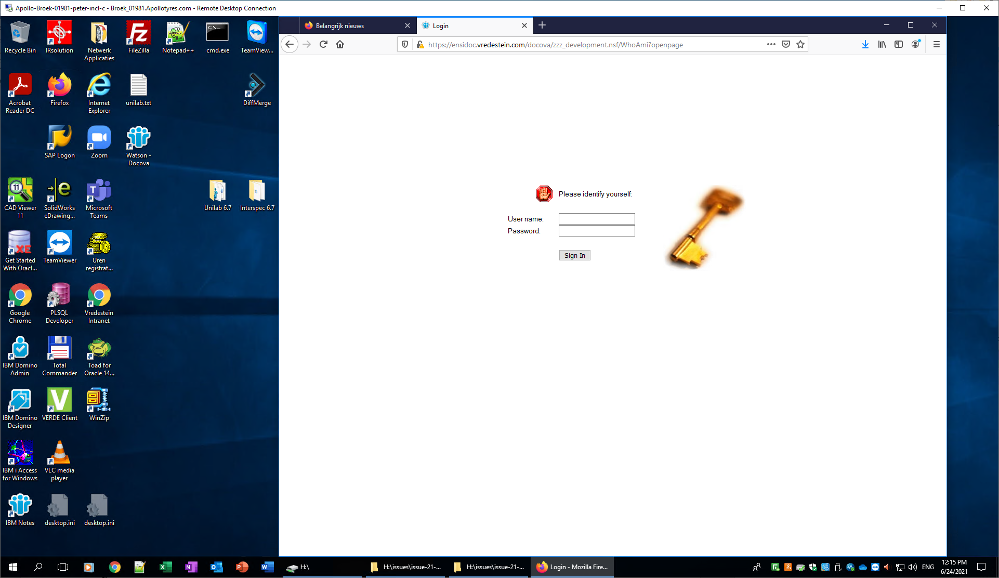 Apollo-Broek-01981-peter-incl-c - Broek_01981.Apollotyres.com - Remote Desktop Connection
Recycle Bin
IRsolution
Netwerk
Applicaties
FileZilla
Notepad++
cmd.exe
TeamView...
Acrobat
Reader DC
Firefox
Internet
Explorer
unilab.txt
DiffMerge
SAP Logon
Zoom
Watson -
Docova
11
CAD Viewer
11
SolidWorks
eDrawing...
Microsoft
Teams
Unilab 6.7
Interspec 6.7
XE
Get Started
With Oracl...
TeamViewer
Uren
registrat...
Google
Chrome
PLSQL
Developer
Vredestein
Intranet
IBM Domino
Admin
Total
Commander
Toad for
Oracle 14...
IBM Domino
Designer
VERDE Client
WinZip
IBM i Access
for Windows
VLC media
player
IBM Notes
desktop.ini
desktop.ini
Belangrijk nieuws
Login
https://ensidoc.vredestein.com/docova/zzz_development.nsf/WhoAmi?openpage
Please identify yourself:
User name:
Password:
Sign In
H:\
H:\issues\issue-21-...
H:\issues\issue-21-...
Login - Mozilla Fire...
ENG
12:15 PM
6/24/2021